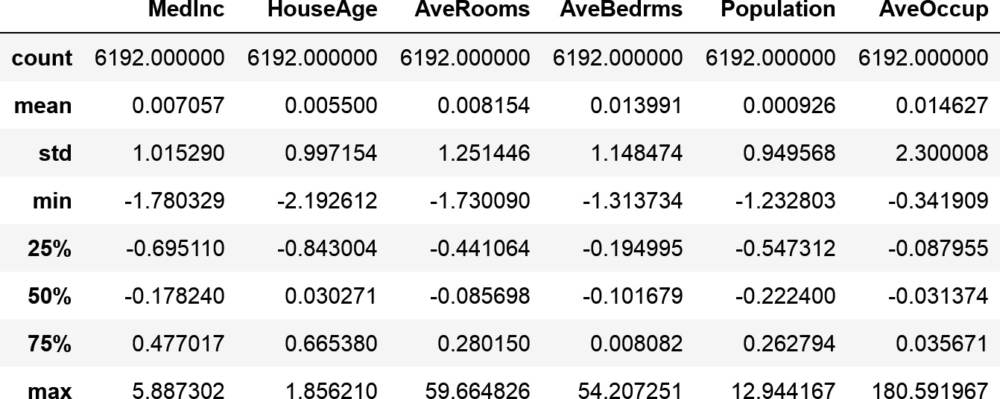 MedInc HouseAge AveRooms AveBedrms Population AveOccup
count 6192.000000 6192.000000 6192.000000 6192.000000 6192.000000 6192.000000
mean 0.007057 0.005500 0.008154 0.013991 0.000926 0.014627
std 1.015290 0.997154 1.251446 1.148474 0.949568 2.300008
min -1.780329 -2.192612 -1.730090 -1.313734 -1.232803 -0.341909
25% -0.695110 -0.843004 -0.441064 -0.194995 -0.547312 -0.087955
50% -0.178240 0.030271 -0.085698 -0.101679 -0.222400 -0.031374
75% 0.477017 0.665380 0.280150 0.008082 0.262794 0.035671
max 5.887302 1.856210 59.664826 54.207251 12.944167 180.591967